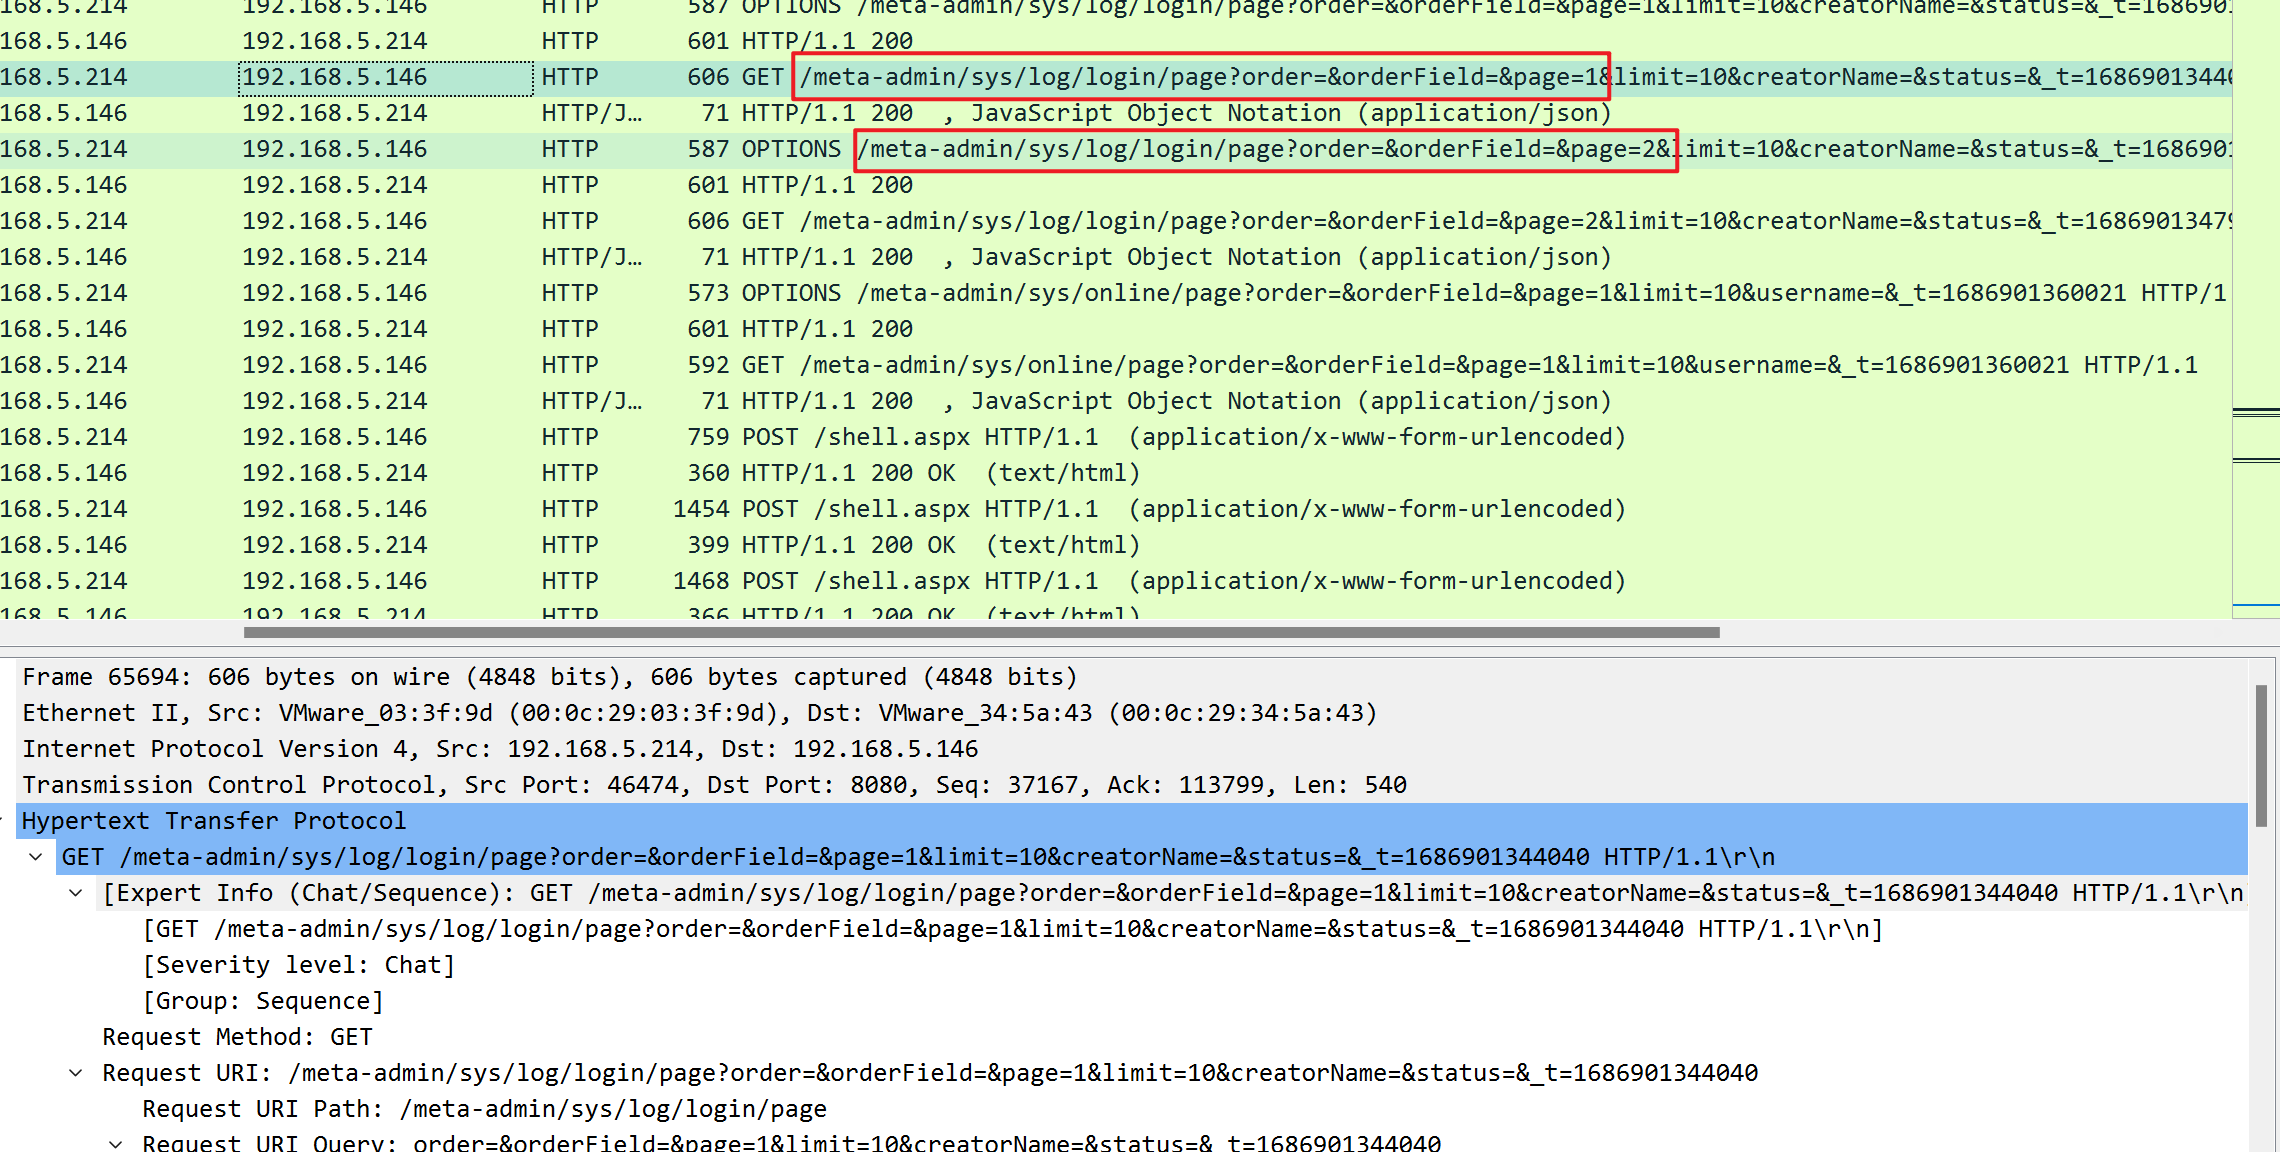 168.5.214 192.168.5.146 HTTP 587 OPTIONS /meta-admin/sys/log/login/page?order=&orderField=&page=1&limit=10&creatorName=&status=&_t=168690
168.5.146 192.168.5.214 HTTP 601 HTTP/1.1 200
168.5.214 192.168.5.146 HTTP 606 GET /meta-admin/sys/log/login/page?order=&orderField=&page=1&limit=10&creatorName=&status=&_t=1686901344
168.5.146 192.168.5.214 HTTP/J… 71 HTTP/1.1 200 , JavaScript Object Notation (application/json)
168.5.214 192.168.5.146 HTTP 587 OPTIONS /meta-admin/sys/log/login/page?order=&orderField=&page=2&limit=10&creatorName=&status=&_t=168690
168.5.146 192.168.5.214 HTTP 601 HTTP/1.1 200
168.5.214 192.168.5.146 HTTP 606 GET /meta-admin/sys/log/login/page?order=&orderField=&page=2&limit=10&creatorName=&status=&_t=16869013479
168.5.146 192.168.5.214 HTTP/J… 71 HTTP/1.1 200 , JavaScript Object Notation (application/json)
168.5.214 192.168.5.146 HTTP 573 OPTIONS /meta-admin/sys/online/page?order=&orderField=&page=1&limit=10&username=&_t=1686901360021 HTTP/1
168.5.146 192.168.5.214 HTTP 601 HTTP/1.1 200
168.5.214 192.168.5.146 HTTP 592 GET /meta-admin/sys/online/page?order=&orderField=&page=1&limit=10&username=&_t=1686901360021 HTTP/1.1
168.5.146 192.168.5.214 HTTP/J… 71 HTTP/1.1 200 , JavaScript Object Notation (application/json)
168.5.214 192.168.5.146 HTTP 759 POST /shell.aspx HTTP/1.1 (application/x-www-form-urlencoded)
168.5.146 192.168.5.214 HTTP 360 HTTP/1.1 200 OK (text/html)
168.5.214 192.168.5.146 HTTP 1454 POST /shell.aspx HTTP/1.1 (application/x-www-form-urlencoded)
168.5.146 192.168.5.214 HTTP 399 HTTP/1.1 200 OK (text/html)
168.5.214 192.168.5.146 HTTP 1468 POST /shell.aspx HTTP/1.1 (application/x-www-form-urlencoded)
168.5.146 192.168.5.214 HTTP 366 HTTP/1.1 200 OK (text/html)
Frame 65694: 606 bytes on wire (4848 bits), 606 bytes captured (4848 bits)
Ethernet II, Src: VMware_03:3f:9d (00:0c:29:03:3f:9d), Dst: VMware_34:5a:43 (00:0c:29:34:5a:43)
Internet Protocol Version 4, Src: 192.168.5.214, Dst: 192.168.5.146
Transmission Control Protocol, Src Port: 46474, Dst Port: 8080, Seq: 37167, Ack: 113799, Len: 540
Hypertext Transfer Protocol
GET /meta-admin/sys/log/login/page?order=&orderField=&page=1&limit=10&creatorName=&status=&_t=1686901344040 HTTP/1.1\r\n
[Expert Info (Chat/Sequence): GET /meta-admin/sys/log/login/page?order=&orderField=&page=1&limit=10&creatorName=&status=&_t=1686901344040 HTTP/1.1\r\n
[GET /meta-admin/sys/log/login/page?order=&orderField=&page=1&limit=10&creatorName=&status=&_t=1686901344040 HTTP/1.1\r\n]
[Severity level: Chat]
[Group: Sequence]
Request Method: GET
Request URI: /meta-admin/sys/log/login/page?order=&orderField=&page=1&limit=10&creatorName=&status=&_t=1686901344040
Request URI Path: /meta-admin/sys/log/login/page
Request URI Query: order=&orderField=&page=1&limit=10&creatorName=&status=&_t=1686901344040